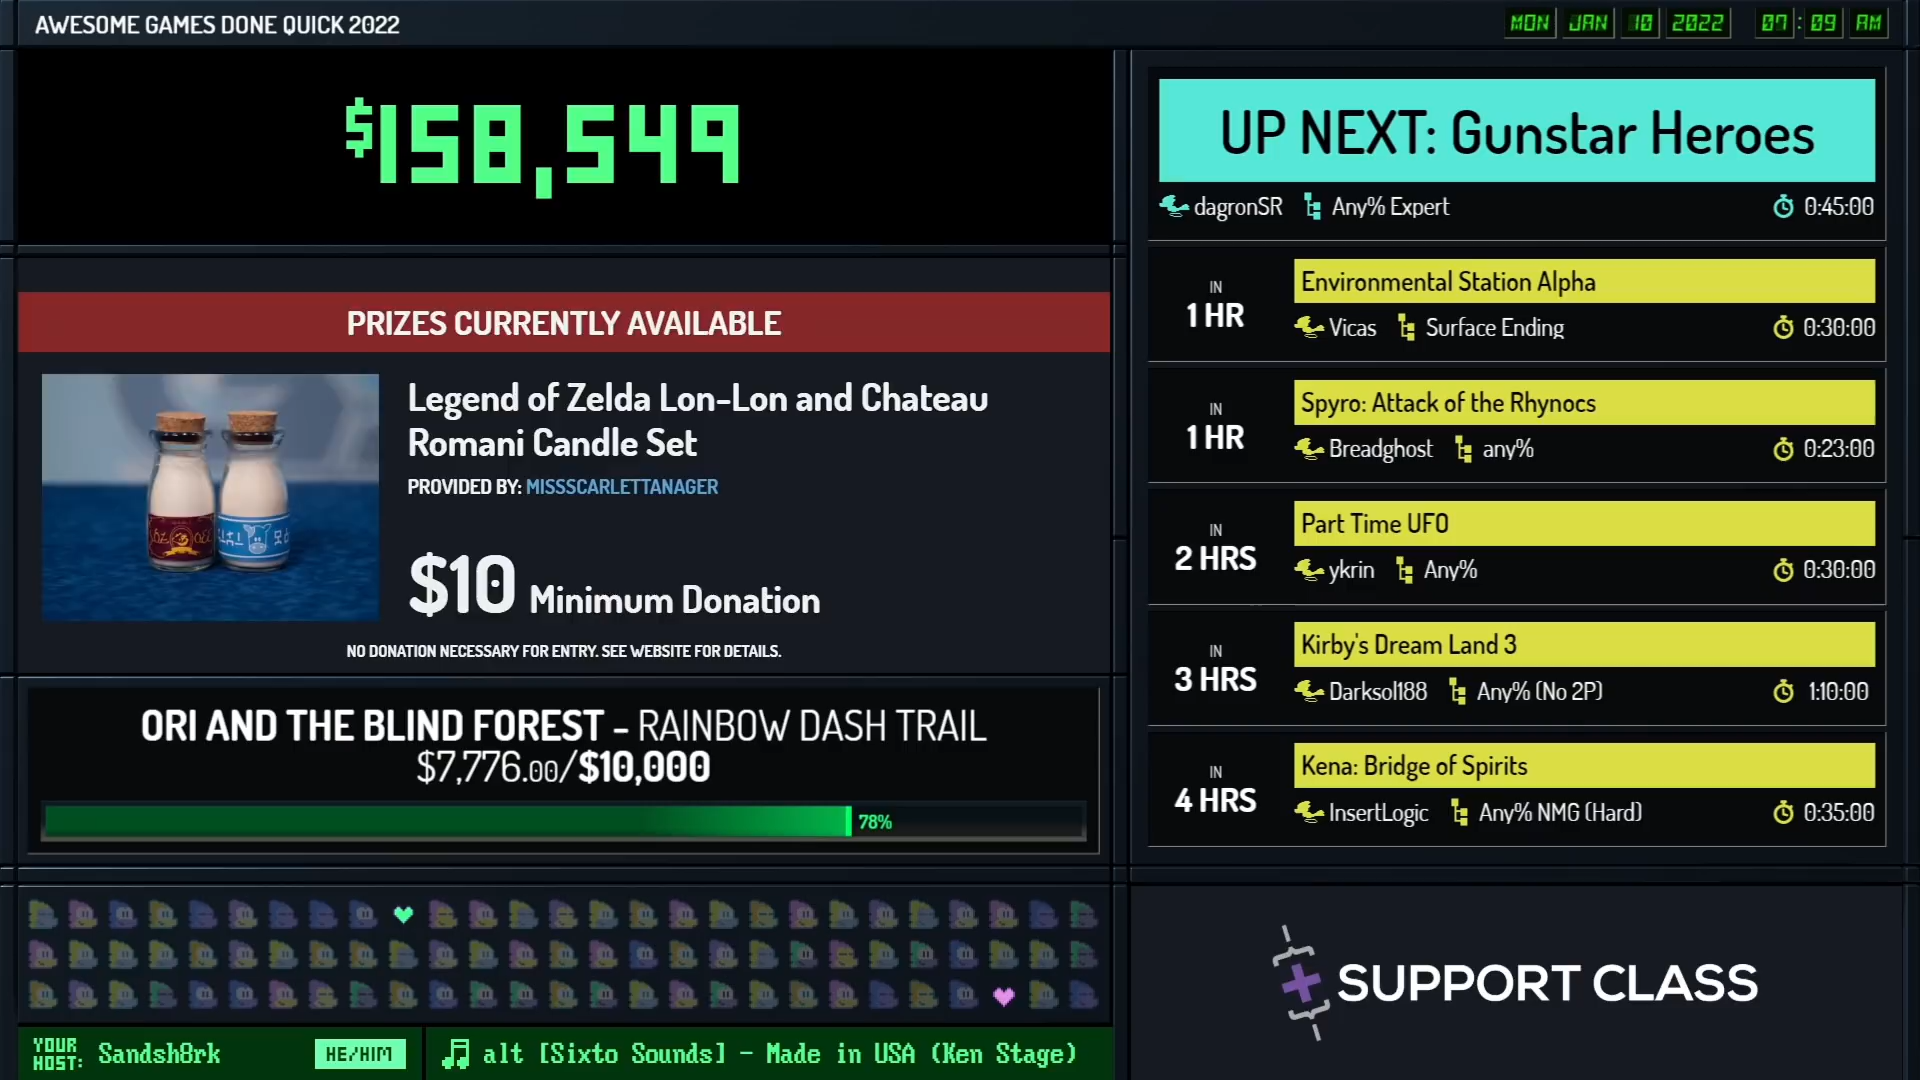 AWESOME GAMES DONE QUICK 2022
MON JAN 10 2022 07:09 AM
$158,549
PRIZES CURRENTLY AVAILABLE
Legend of Zelda Lon-Lon and Chateau
Romani Candle Set
PROVIDED BY: MISSSCARLETTANAGER
$10 Minimum Donation
NO DONATION NECESSARY FOR ENTRY. SEE WEBSITE FOR DETAILS.
ORI AND THE BLIND FOREST - RAINBOW DASH TRAIL
$7,776.00/$10,000
78%
YOUR HOST: Sandsh8rk HE/HIM
alt [Sixto Sounds] - Made in USA (Ken Stage)
UP NEXT: Gunstar Heroes
dagronSR Any% Expert 0:45:00
IN 1 HR
Environmental Station Alpha
Vicas Surface Ending 0:30:00
IN 1 HR
Spyro: Attack of the Rhynocs
Breadghost any% 0:23:00
IN 2 HRS
Part Time UFO
ykrin Any% 0:30:00
IN 3 HRS
Kirby's Dream Land 3
Darksol188 Any% (No 2P) 1:10:00
IN 4 HRS
Kena: Bridge of Spirits
InsertLogic Any% NMG (Hard) 0:35:00
SUPPORT CLASS